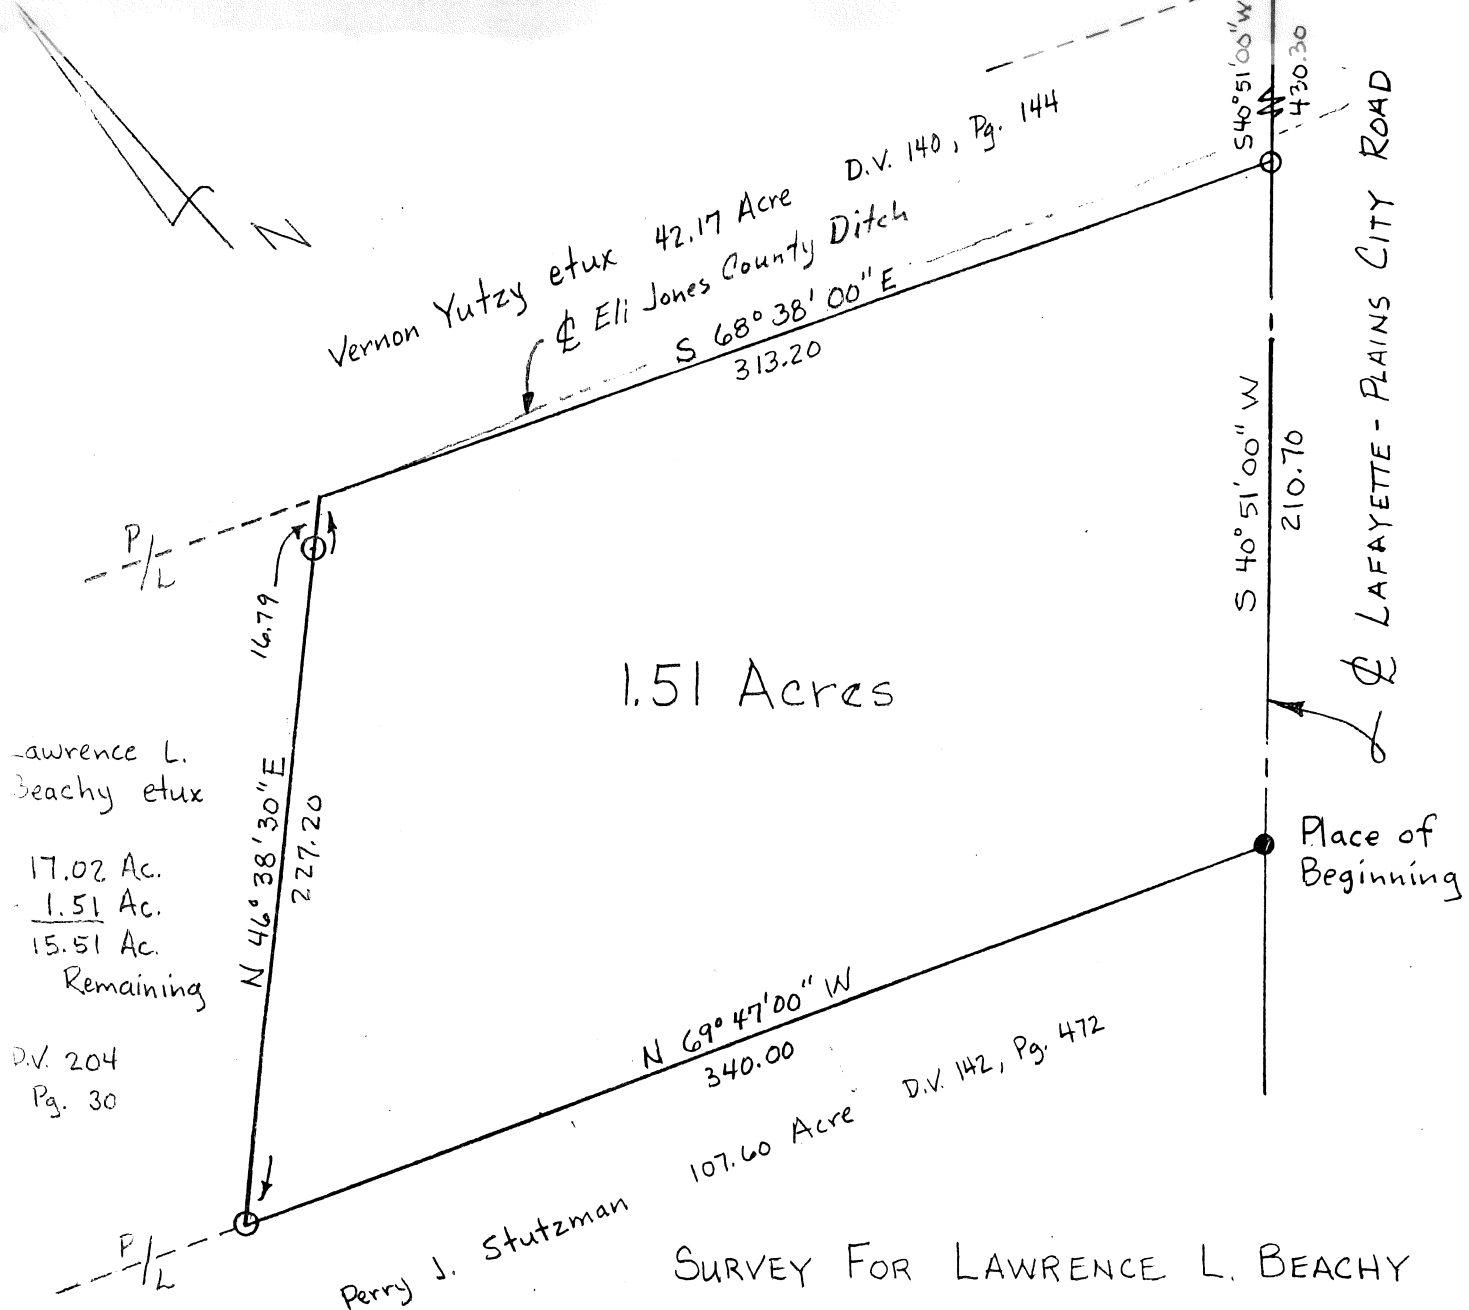 N
S40°51'00"W
430.30
Vernon Yutzy etux 42.17 Acre D.V. 140, Pg. 144
℄ Eli Jones County Ditch
S 68°38'00"E
313.20
℄ LAFAYETTE - PLAINS CITY ROAD
S 40°51'00"W
210.70
P/L
16.79
1.51 Acres
N 46°38'30"E
227.20
Lawrence L.
Beachy etux
17.02 Ac.
- 1.51 Ac.
15.51 Ac.
Remaining
D.V. 204
Pg. 30
Place of
Beginning
N 69°47'00"W
340.00
Perry J. Stutzman 107.60 Acre D.V. 142, Pg. 472
P/L
SURVEY FOR LAWRENCE L. BEACHY